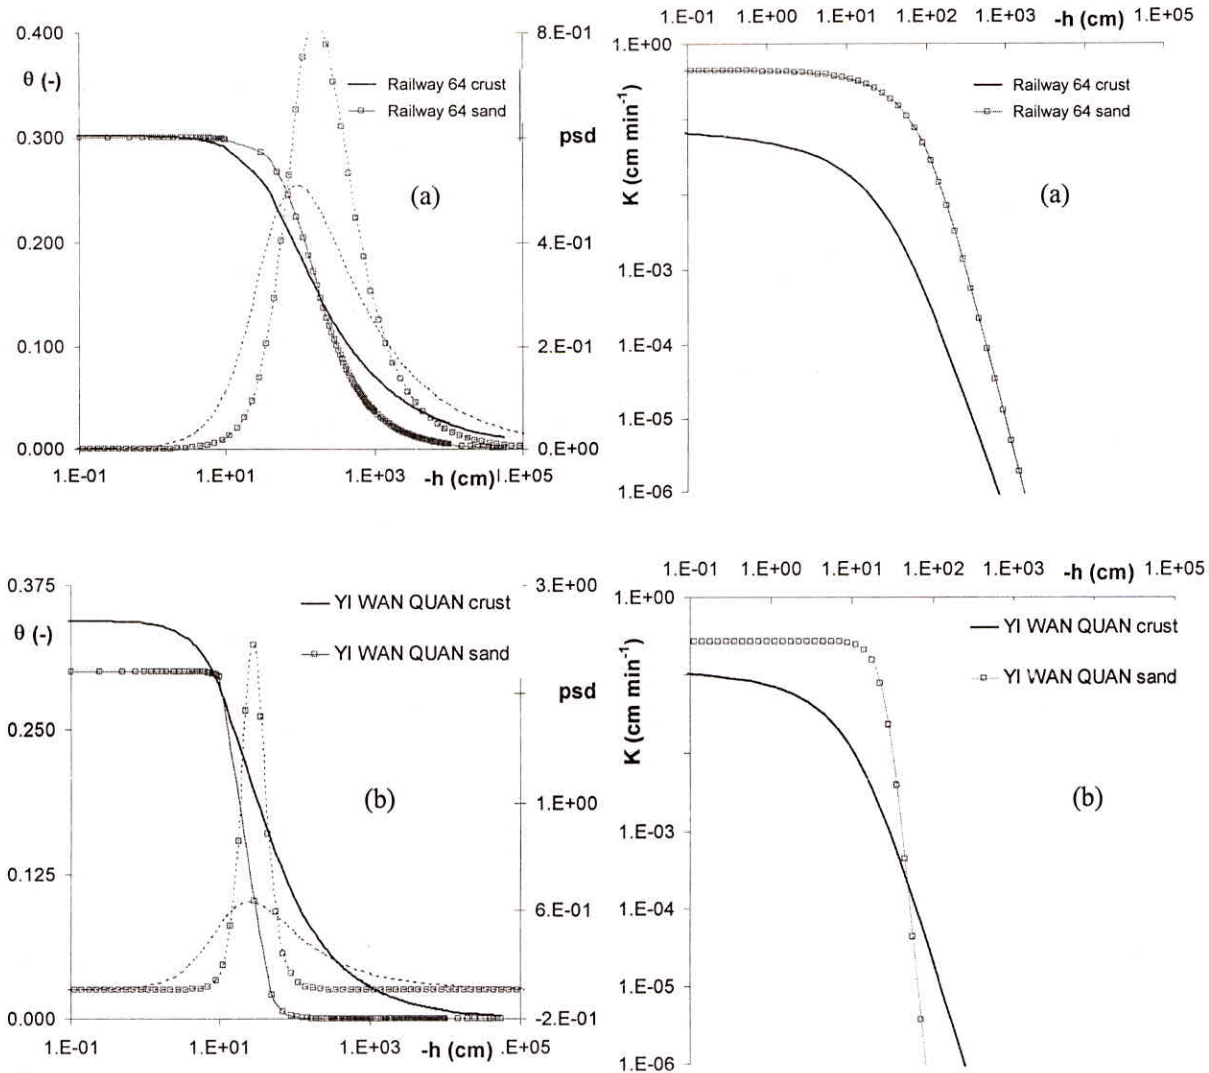 0.400
θ (-)
0.300
0.200
0.100
0.000
8.E-01
psd
4.E-01
2.E-01
0.E+00
Railway 64 crust
Railway 64 sand
(a)
1.E-01 1.E+01 1.E+03 -h (cm) 1.E+05
1.E-01 1.E+00 1.E+01 1.E+02 1.E+03 -h (cm) 1.E+05
1.E+00
K (cm min⁻¹)
1.E-03
1.E-04
1.E-05
1.E-06
Railway 64 crust
Railway 64 sand
(a)
0.375
θ (-)
0.250
0.125
0.000
3.E+00
psd
1.E+00
6.E-01
-2.E-01
YI WAN QUAN crust
YI WAN QUAN sand
(b)
1.E-01 1.E+01 1.E+03 -h (cm) .E+05
1.E-01 1.E+00 1.E+01 1.E+02 1.E+03 -h (cm) 1.E+05
1.E+00
K (cm min⁻¹)
1.E-03
1.E-04
1.E-05
1.E-06
YI WAN QUAN crust
YI WAN QUAN sand
(b)